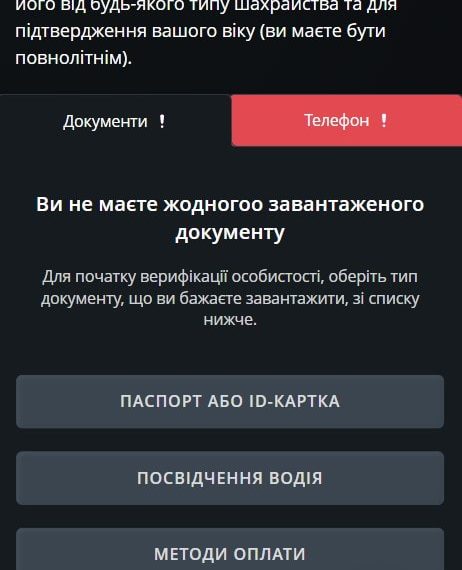 його від будь-якого типу шахрайства та для
підтвердження вашого віку (ви маєте бути
повнолітнім).
Документи !
Телефон !
Ви не маєте жодногоо завантаженого
документу
Для початку верифікації особистості, оберіть тип
документу, що ви бажаєте завантажити, зі списку
нижче.
ПАСПОРТ АБО ID-КАРТКА
ПОСВІДЧЕННЯ ВОДІЯ
МЕТОДИ ОПЛАТИ